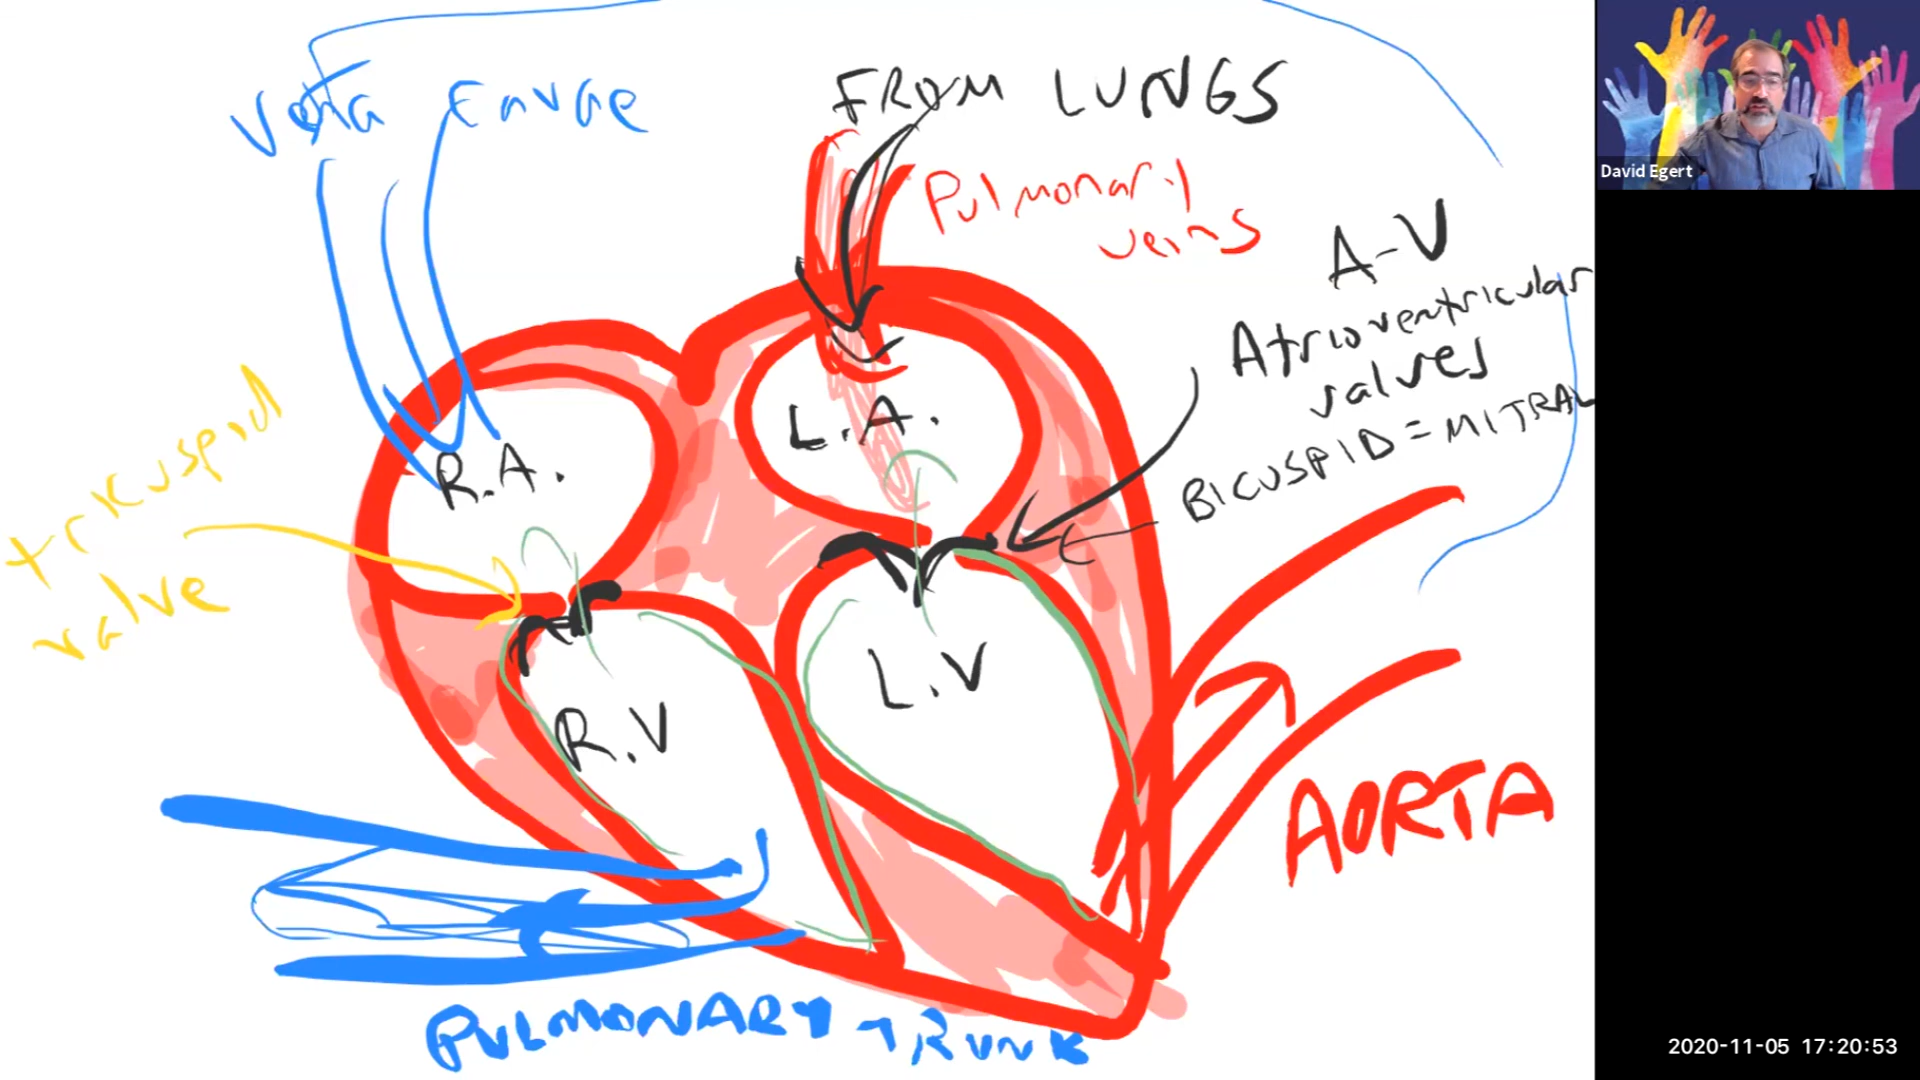 vena cavae
FROM LUNGS
Pulmonary
veins
A-V
Atrioventricular
valves
BICUSPID = MITRAL
tricuspid
valve
R.A.
L.A.
R.V
L.V
AORTA
PULMONARY TRUNK
David Egert
2020-11-05 17:20:53